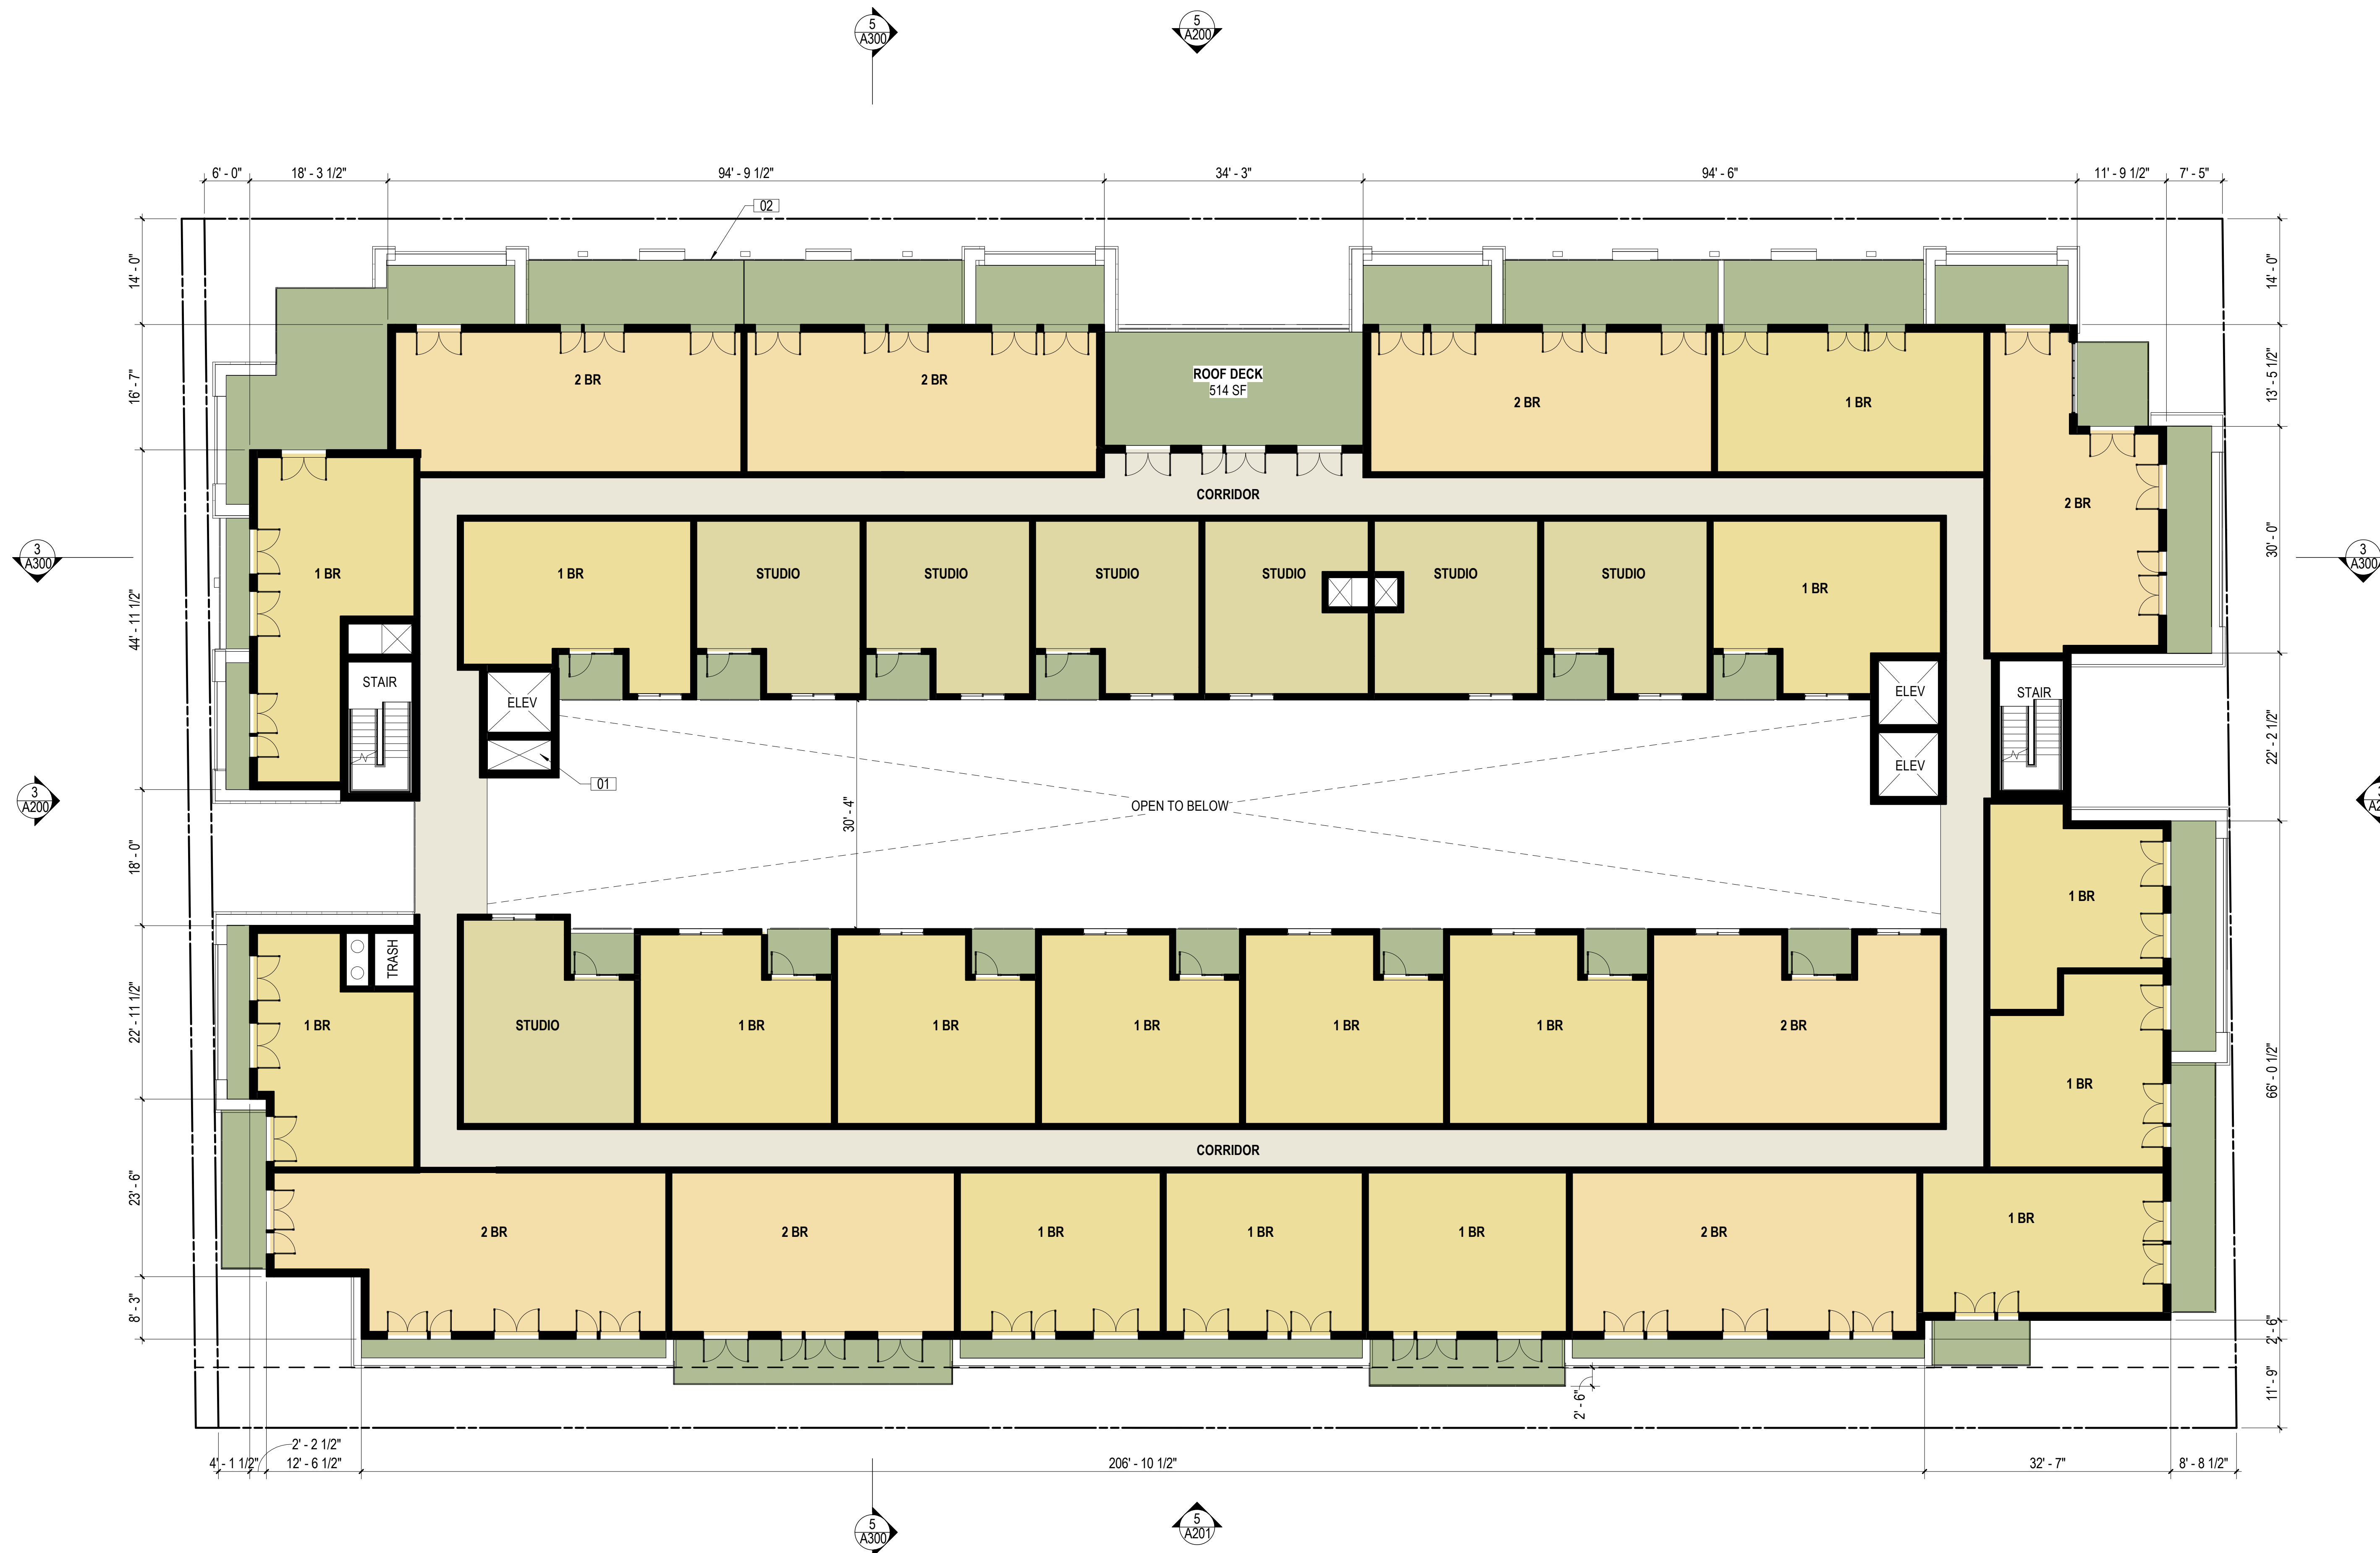 5
A300
5
A200
6' - 0"
18' - 3 1/2"
94' - 9 1/2"
34' - 3"
94' - 6"
11' - 9 1/2"
7' - 5"
02
14' - 0"
14' - 0"
16' - 7"
13' - 5 1/2"
2 BR
2 BR
ROOF DECK
514 SF
2 BR
1 BR
2 BR
CORRIDOR
3
A300
3
A300
44' - 11 1/2"
30' - 0"
1 BR
1 BR
STUDIO
STUDIO
STUDIO
STUDIO
STUDIO
STUDIO
1 BR
STAIR
ELEV
ELEV
STAIR
22' - 2 1/2"
ELEV
01
3
A200
30' - 4"
OPEN TO BELOW
18' - 0"
1 BR
TRASH
22' - 11 1/2"
1 BR
STUDIO
1 BR
1 BR
1 BR
1 BR
1 BR
2 BR
1 BR
66' - 0 1/2"
CORRIDOR
23' - 6"
2 BR
2 BR
1 BR
1 BR
1 BR
2 BR
1 BR
8' - 3"
2' - 6"
11' - 9"
2' - 6"
2' - 2 1/2"
4' - 1 1/2"
12' - 6 1/2"
206' - 10 1/2"
32' - 7"
8' - 8 1/2"
5
A300
5
A201